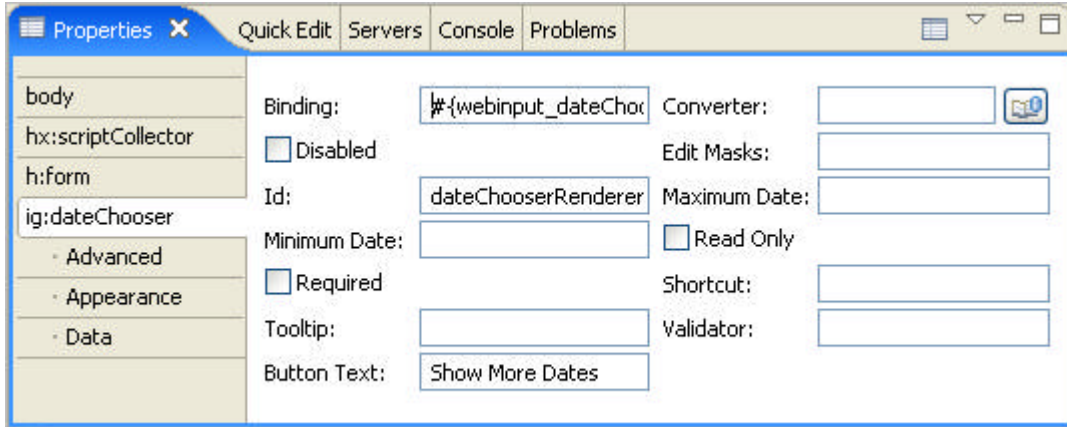 Properties Quick Edit Servers Console Problems
body
hx:scriptCollector
h:form
ig:dateChooser
· Advanced
· Appearance
· Data
Binding: #{webinput_dateChoo Converter:
Disabled Edit Masks:
Id: dateChooserRenderer Maximum Date:
Minimum Date: Read Only
Required Shortcut:
Tooltip: Validator:
Button Text: Show More Dates